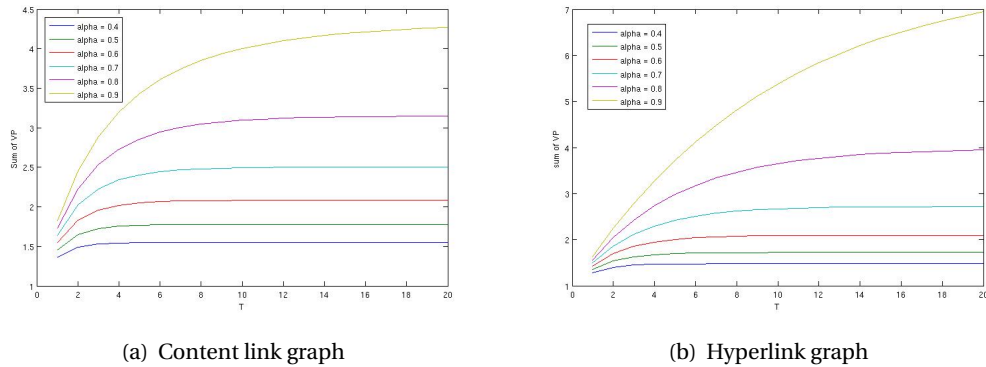 4.5
4
3.5
3
2.5
2
1.5
1
Sum of VP
alpha = 0.4
alpha = 0.5
alpha = 0.6
alpha = 0.7
alpha = 0.8
alpha = 0.9
0 2 4 6 8 10 12 14 16 18 20
T
(a) Content link graph
7
6
5
4
3
2
1
sum of VP
alpha = 0.4
alpha = 0.5
alpha = 0.6
alpha = 0.7
alpha = 0.8
alpha = 0.9
0 2 4 6 8 10 12 14 16 18 20
T
(b) Hyperlink graph